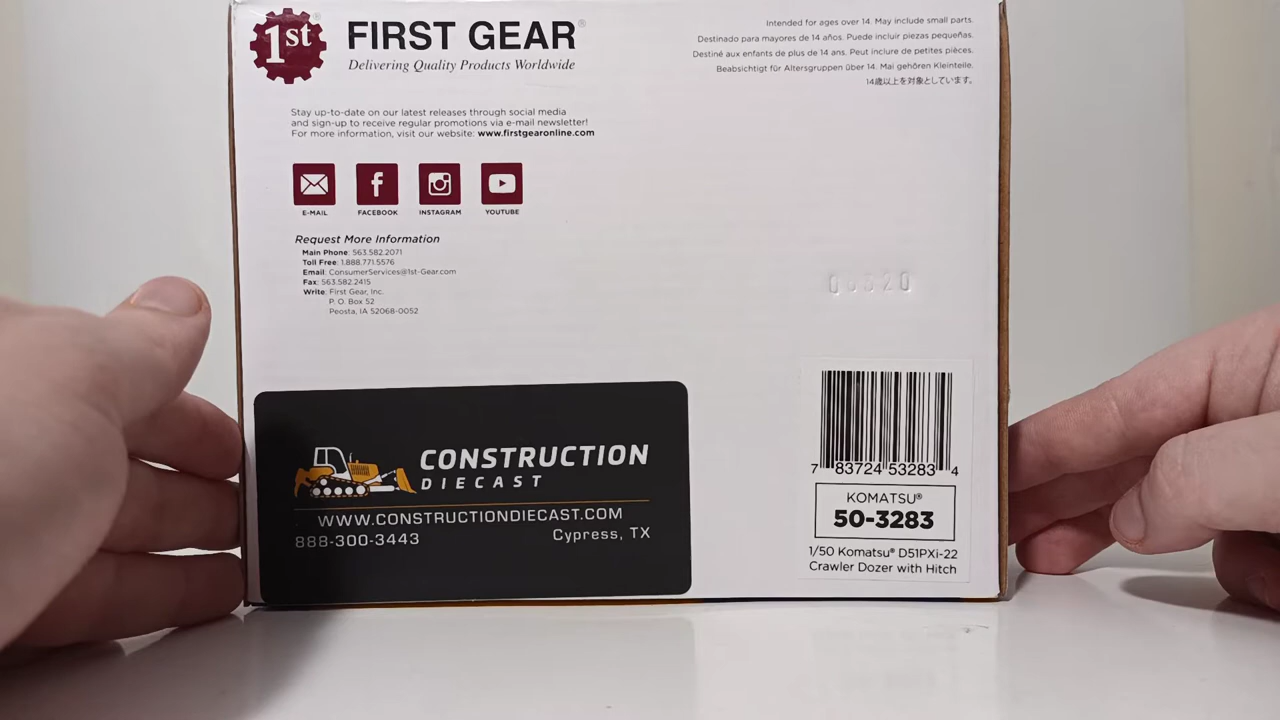 1st
FIRST GEAR®
Delivering Quality Products Worldwide
Intended for ages over 14. May include small parts.
Destinado para mayores de 14 años. Puede incluir piezas pequeñas.
Destiné aux enfants de plus de 14 ans. Peut inclure de petites pièces.
Beabsichtigt für Altersgruppen über 14. Mai gehören Kleinteile.
14歳以上を対象としています。
Stay up-to-date on our latest releases through social media
and sign-up to receive regular promotions via e-mail newsletter!
For more information, visit our website: www.firstgearonline.com
E-MAIL FACEBOOK INSTAGRAM YOUTUBE
Request More Information
Main Phone: 563.582.2071
Toll Free: 1.888.771.5576
Email: ConsumerServices@1st-Gear.com
Fax: 563.582.2415
Write: First Gear, Inc.
P. O. Box 52
Peosta, IA 52068-0052
CONSTRUCTION
DIECAST
WWW.CONSTRUCTIONDIECAST.COM
888-300-3443 Cypress, TX
7 83724 53283 4
KOMATSU®
50-3283
1/50 Komatsu® D51PXi-22
Crawler Dozer with Hitch